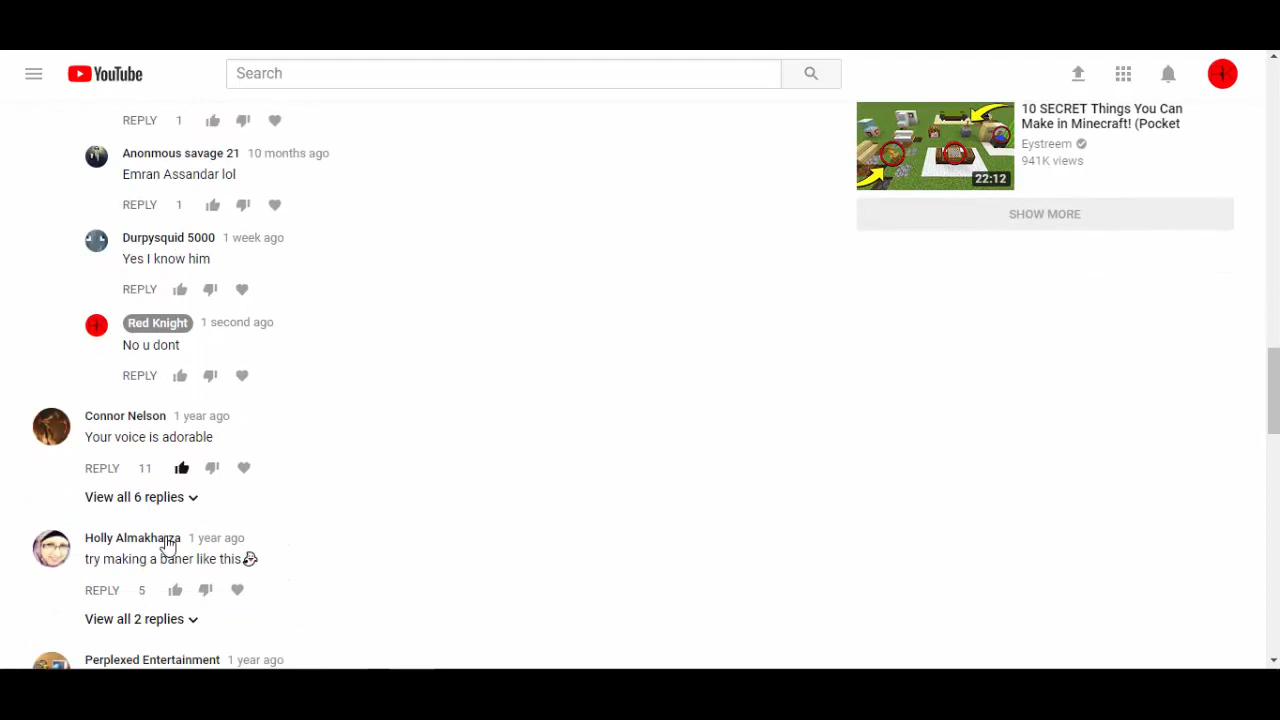 YouTube
Search
REPLY 1
Anonmous savage 21 10 months ago
Emran Assandar lol
REPLY 1
Durpysquid 5000 1 week ago
Yes I know him
REPLY
Red Knight 1 second ago
No u dont
REPLY
Connor Nelson 1 year ago
Your voice is adorable
REPLY 11
View all 6 replies
Holly Almakharza 1 year ago
try making a baner like this
REPLY 5
View all 2 replies
Perplexed Entertainment 1 year ago
10 SECRET Things You Can
Make in Minecraft! (Pocket
Eystreem
941K views
22:12
SHOW MORE